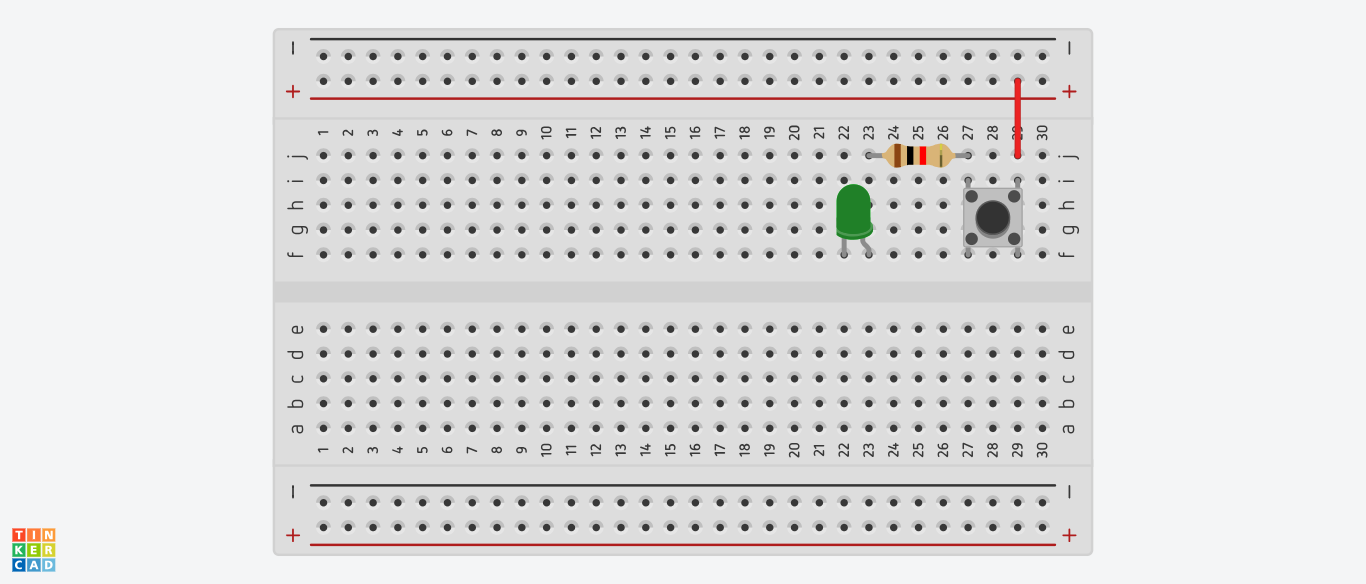 − −
+ +
1 2 3 4 5 6 7 8 9 10 11 12 13 14 15 16 17 18 19 20 21 22 23 24 25 26 27 28 29 30
j j
i i
h h
g g
f f
e e
d d
c c
b b
a a
1 2 3 4 5 6 7 8 9 10 11 12 13 14 15 16 17 18 19 20 21 22 23 24 25 26 27 28 29 30
− −
+ +
TIN
KER
CAD